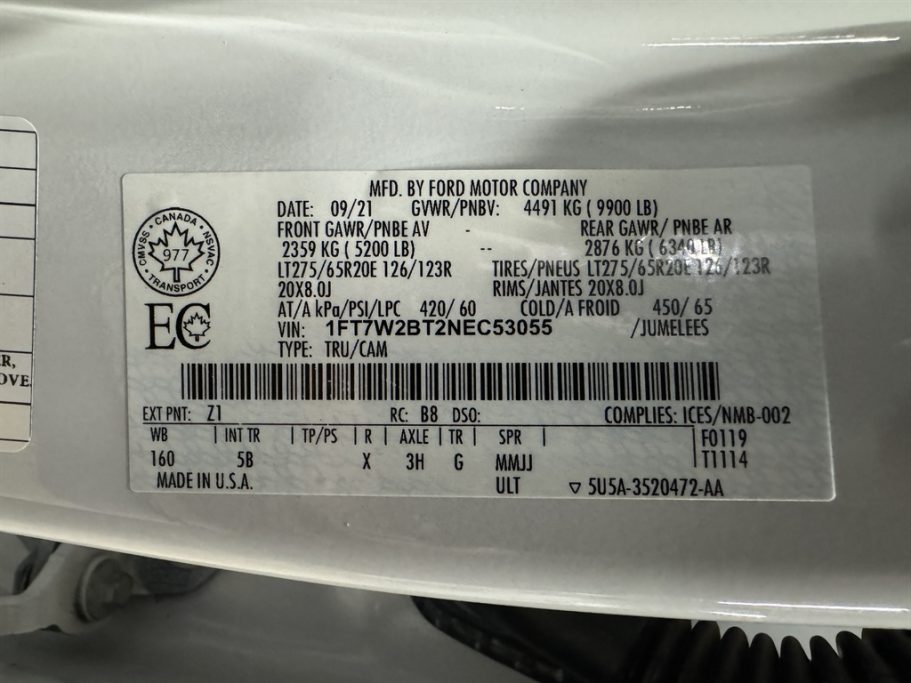 MFD. BY FORD MOTOR COMPANY
DATE: 09/21 GVWR/PNBV: 4491 KG ( 9900 LB)
FRONT GAWR/PNBE AV - REAR GAWR/ PNBE AR
2359 KG ( 5200 LB) -- 2876 KG ( 6340 LB)
LT275/65R20E 126/123R TIRES/PNEUS LT275/65R20E 126/123R
20X8.0J RIMS/JANTES 20X8.0J
AT/A kPa/PSI/LPC 420/ 60 COLD/A FROID 450/ 65
VIN: 1FT7W2BT2NEC53055 /JUMELEES
TYPE: TRU/CAM
CANADA
CMVSS 977 NSVAC
TRANSPORT
EC
EXT PNT: Z1 RC: B8 DSO: COMPLIES: ICES/NMB-002
WB | INT TR | TP/PS | R | AXLE | TR | SPR | F0119
160 5B X 3H G MMJJ T1114
MADE IN U.S.A. ULT ▽ 5U5A-3520472-AA
R,
OVE